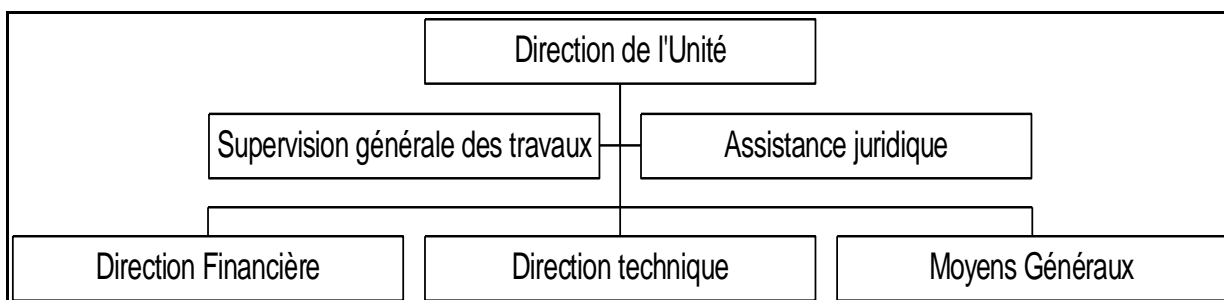 Direction de l'Unité
Supervision générale des travaux
Assistance juridique
Direction Financière
Direction technique
Moyens Généraux